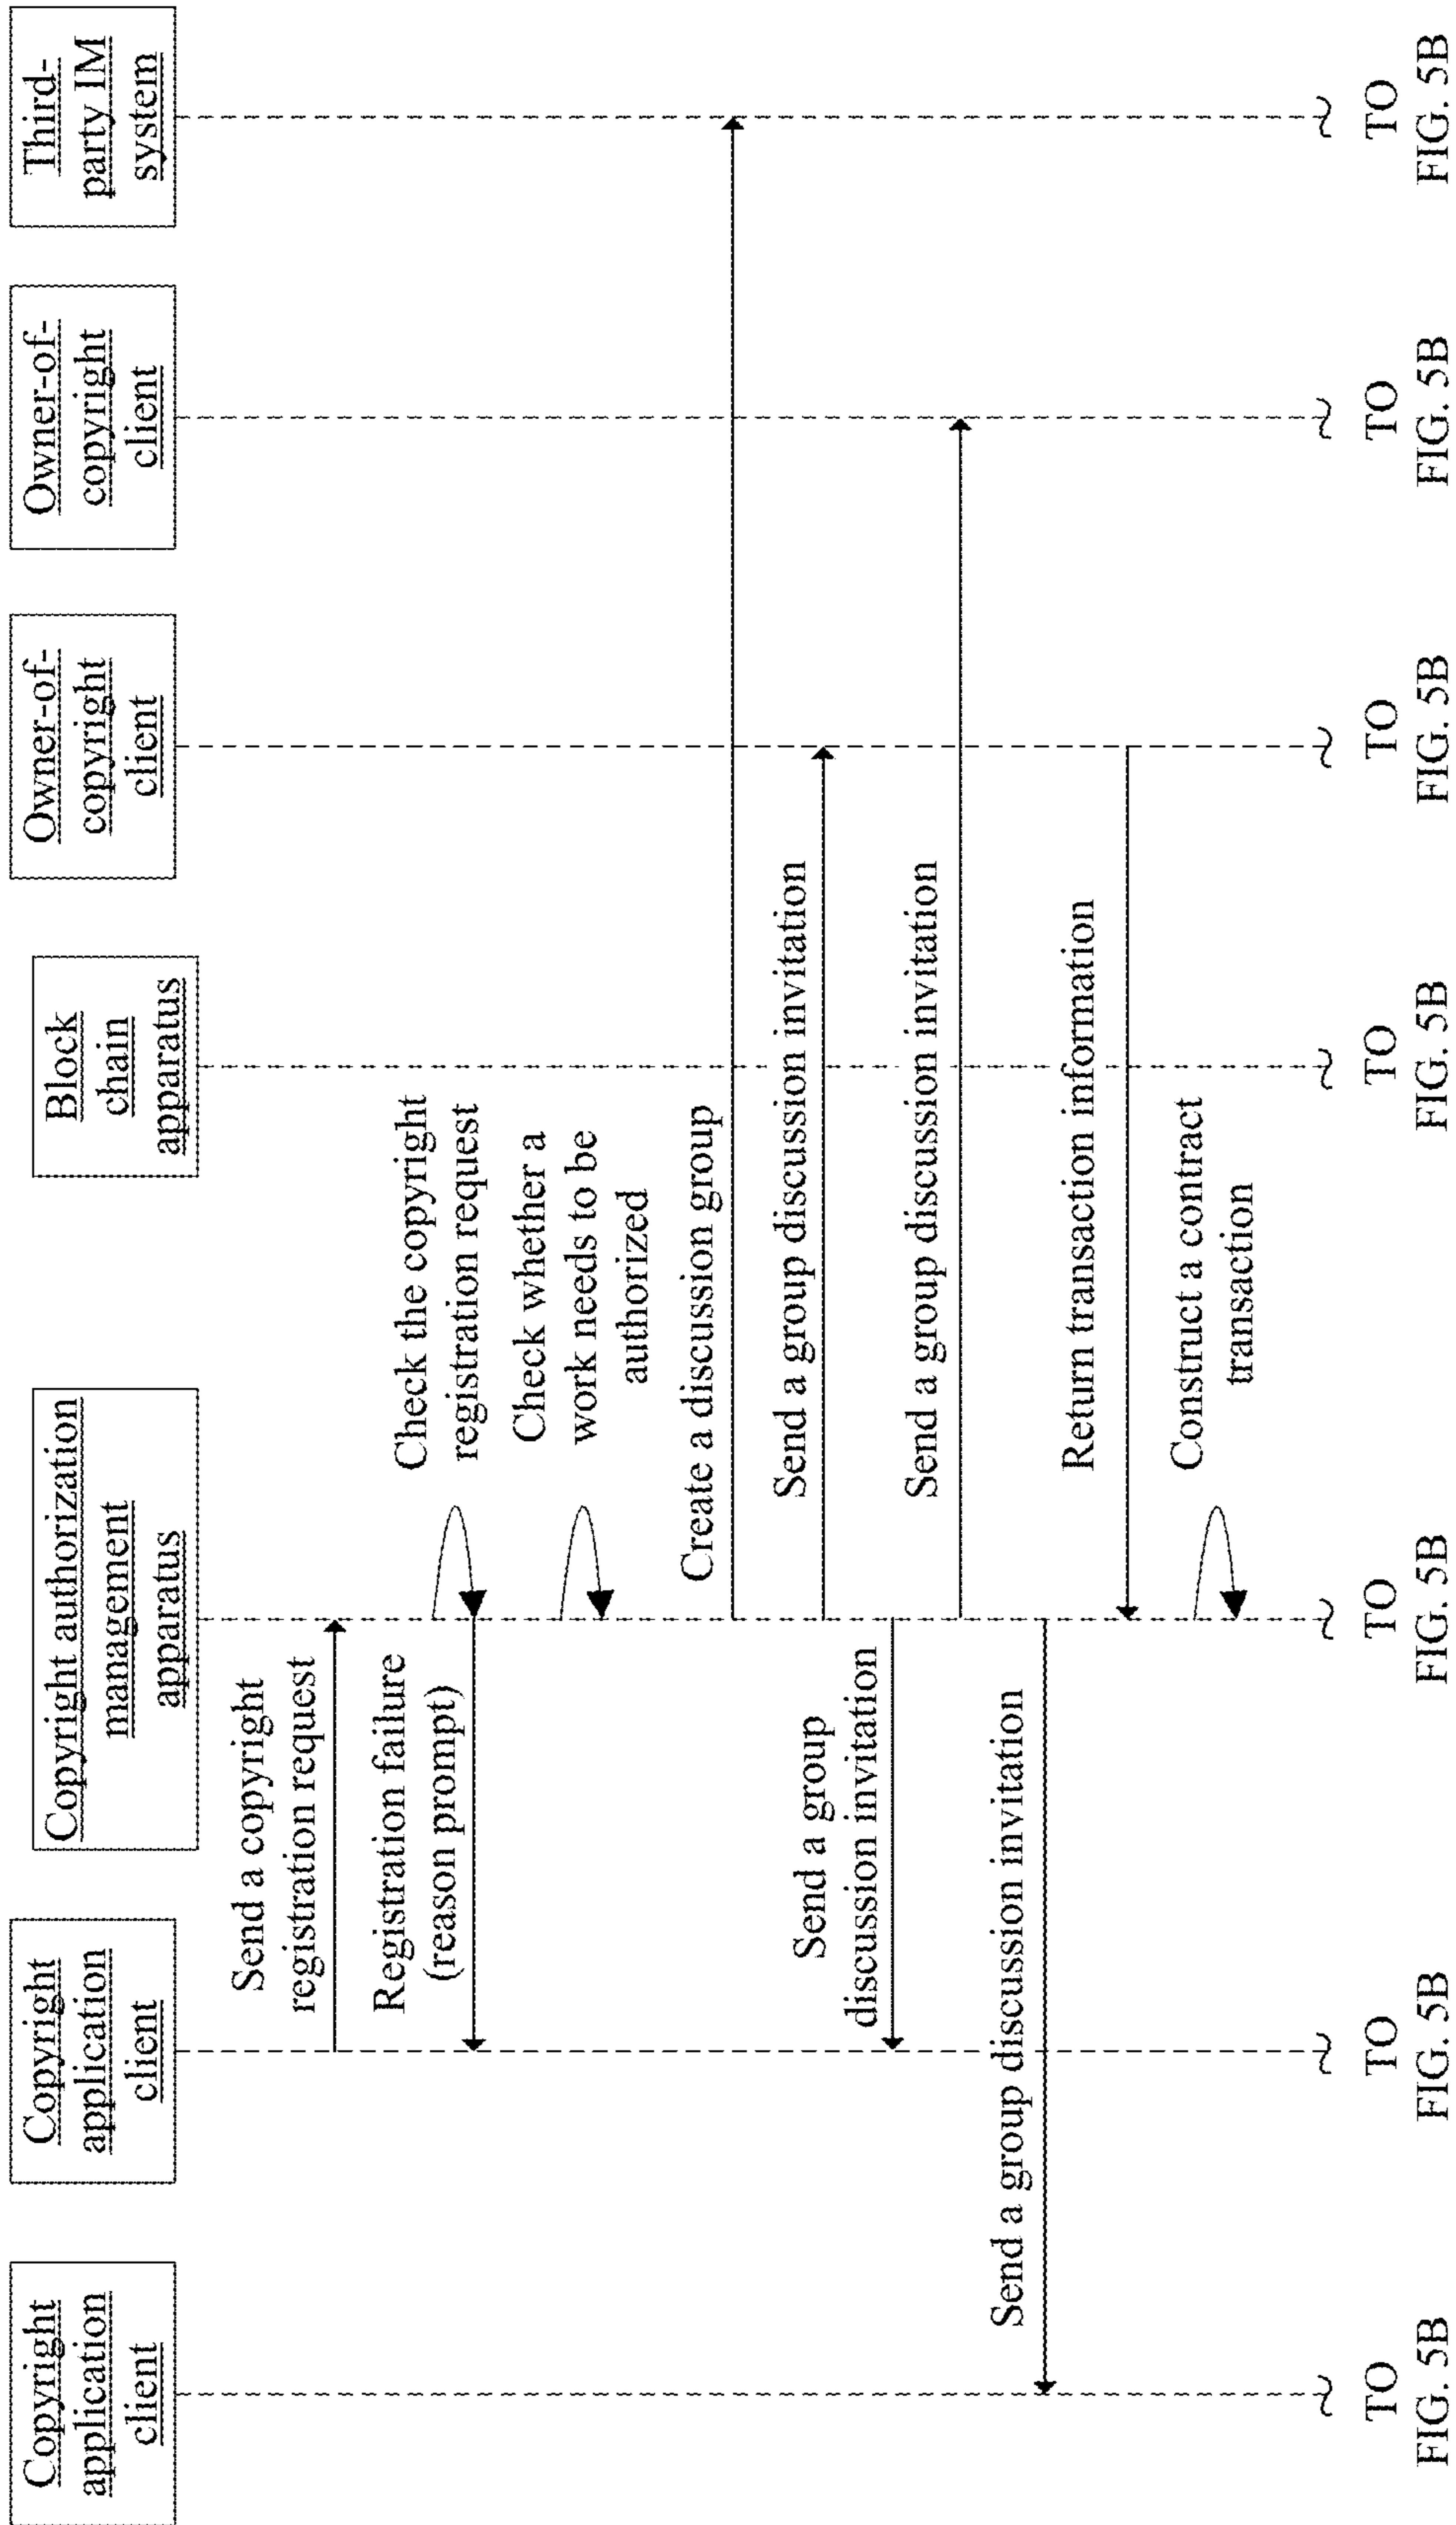 Copyright
application
client
Copyright
application
client
Copyright authorization
management
apparatus
Block
chain
apparatus
Owner-of-
copyright
client
Owner-of-
copyright
client
Third-
party IM
system
Send a copyright
registration request
Check the copyright
registration request
Registration failure
(reason prompt)
Check whether a
work needs to be
authorized
Create a discussion group
Send a group discussion invitation
Send a group
discussion invitation
Send a group discussion invitation
Send a group discussion invitation
Return transaction information
Construct a contract
transaction
TO
FIG. 5B
TO
FIG. 5B
TO
FIG. 5B
TO
FIG. 5B
TO
FIG. 5B
TO
FIG. 5B
TO
FIG. 5B